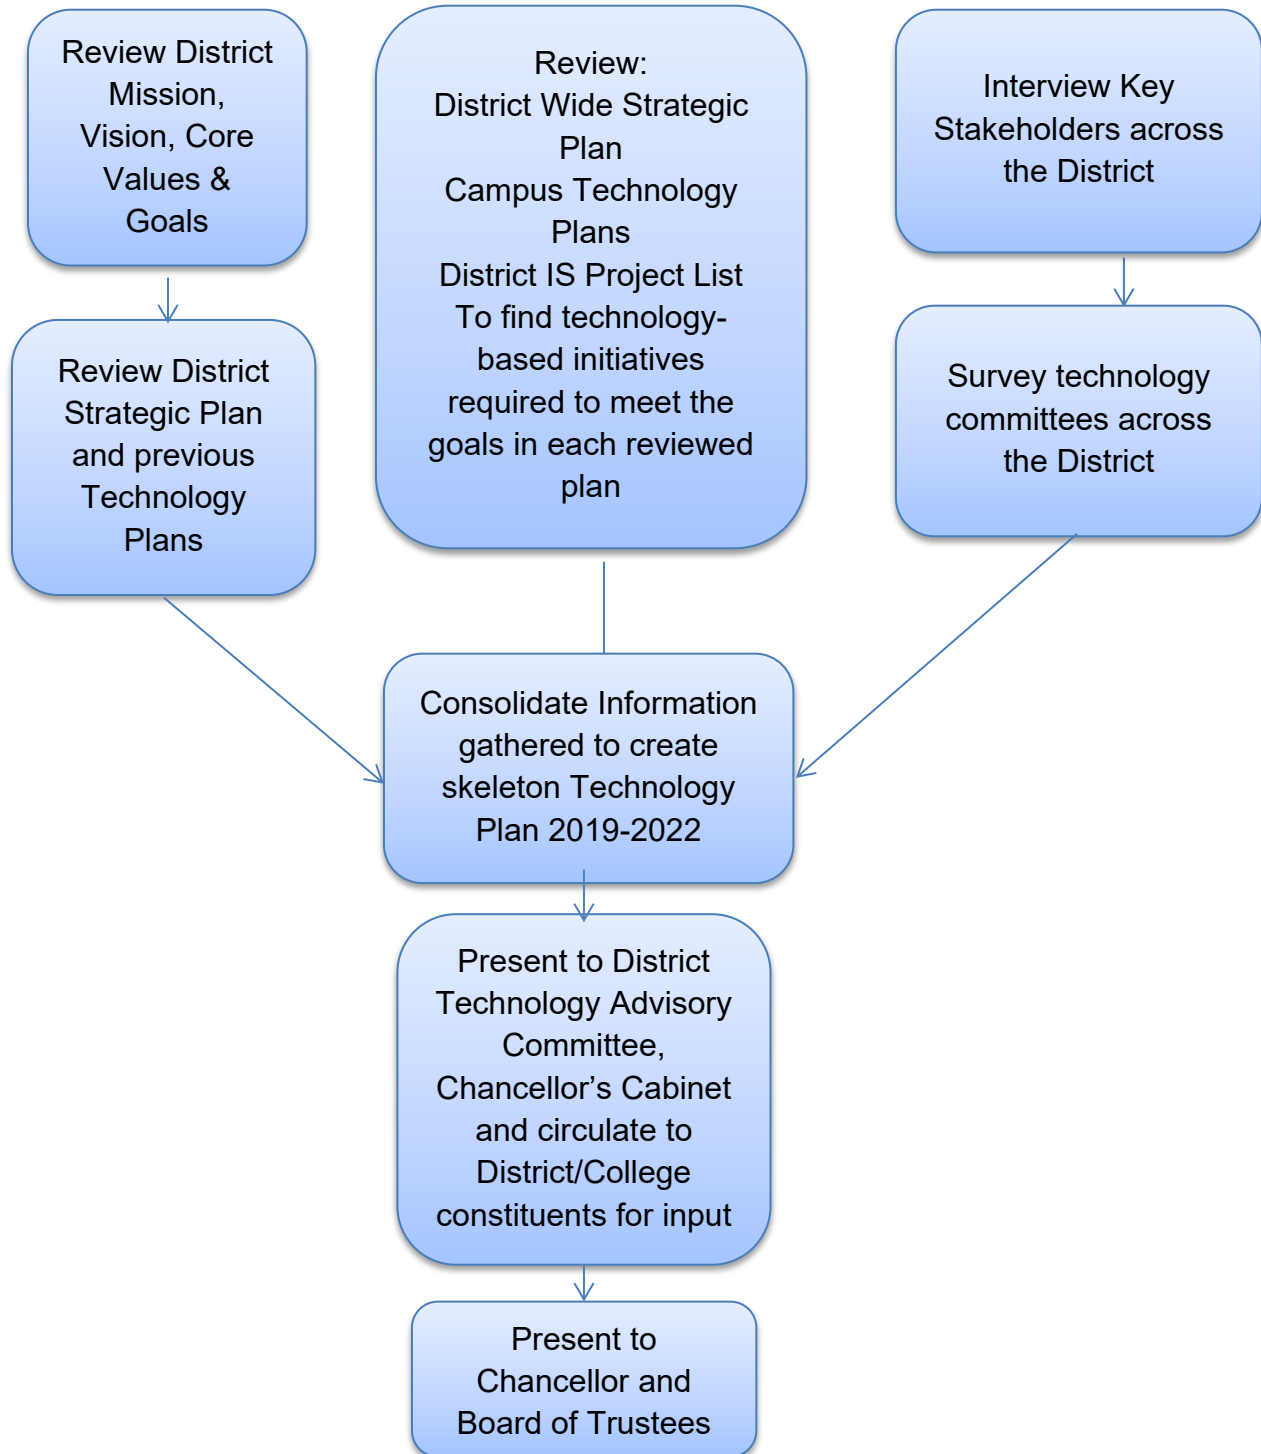 Review District
Mission,
Vision, Core
Values &
Goals
Review:
District Wide Strategic
Plan
Campus Technology
Plans
District IS Project List
To find technology-
based initiatives
required to meet the
goals in each reviewed
plan
Interview Key
Stakeholders across
the District
Review District
Strategic Plan
and previous
Technology
Plans
Survey technology
committees across
the District
Consolidate Information
gathered to create
skeleton Technology
Plan 2019-2022
Present to District
Technology Advisory
Committee,
Chancellor’s Cabinet
and circulate to
District/College
constituents for input
Present to
Chancellor and
Board of Trustees